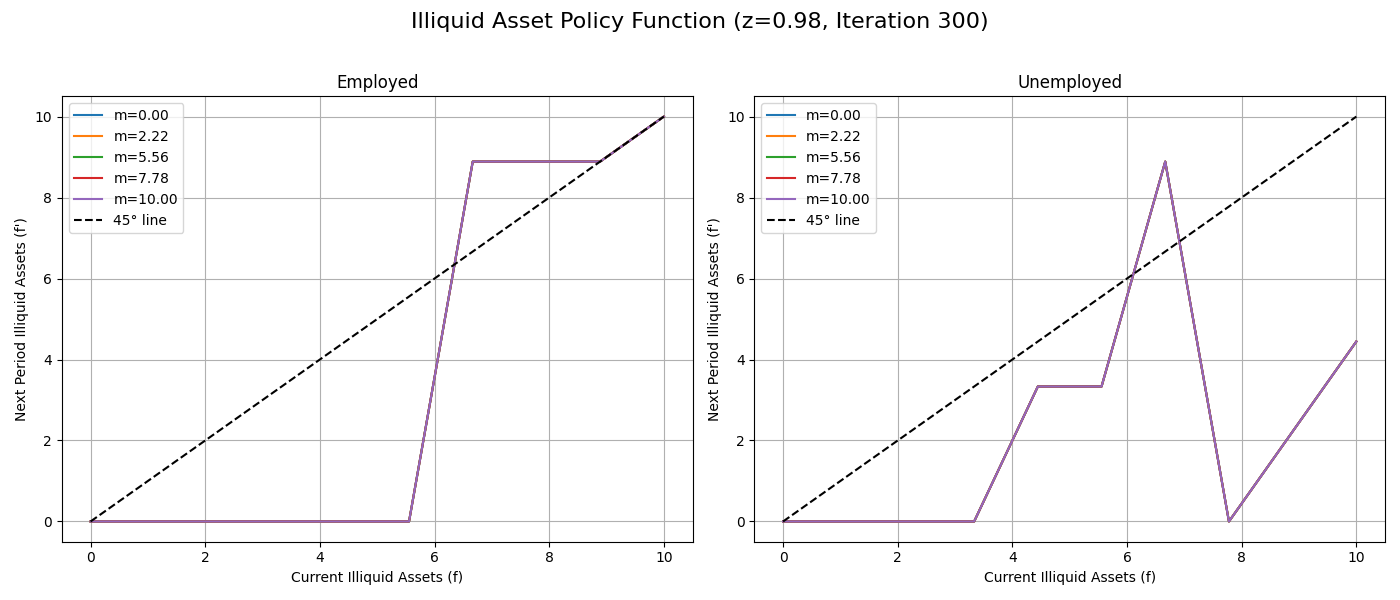 Illiquid Asset Policy Function (z=0.98, Iteration 300)
Employed
m=0.00
m=2.22
m=5.56
m=7.78
m=10.00
45° line
10
8
6
4
2
0
0 2 4 6 8 10
Next Period Illiquid Assets (f')
Current Illiquid Assets (f)
Unemployed
m=0.00
m=2.22
m=5.56
m=7.78
m=10.00
45° line
10
8
6
4
2
0
0 2 4 6 8 10
Next Period Illiquid Assets (f')
Current Illiquid Assets (f)